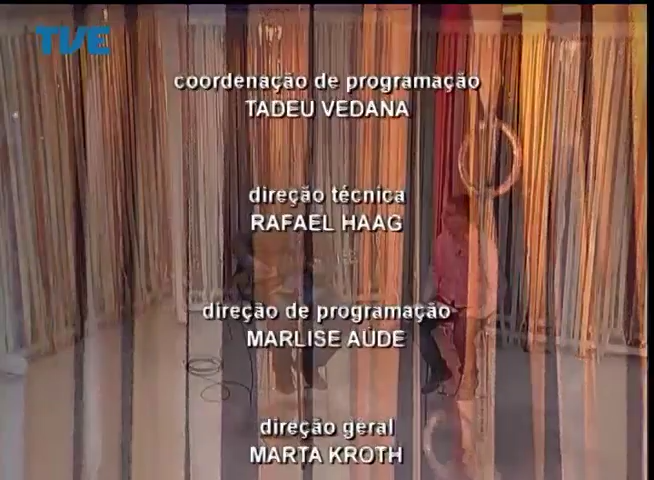 TVE
coordenação de programação
TADEU VEDANA
direção técnica
RAFAEL HAAG
direção de programação
MARLISE AUDE
direção geral
MARTA KROTH